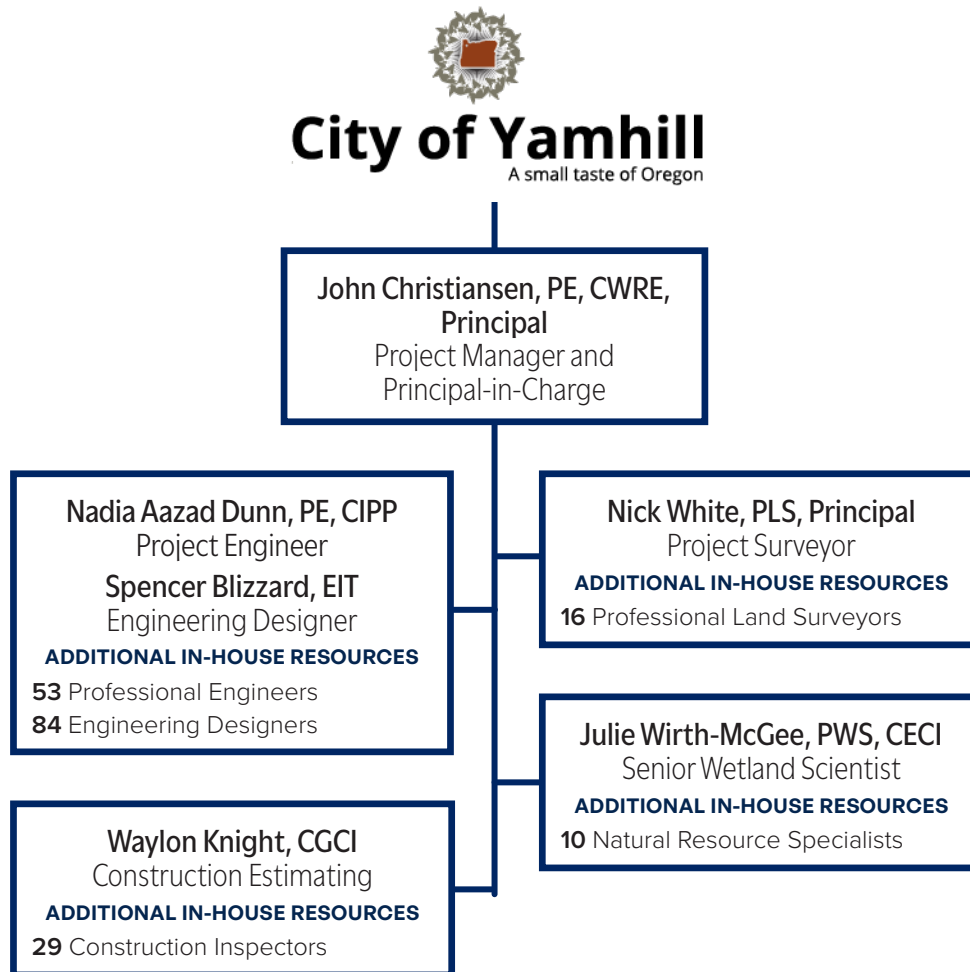 City of Yamhill
A small taste of Oregon
John Christiansen, PE, CWRE,
Principal
Project Manager and
Principal-in-Charge
Nadia Aazad Dunn, PE, CIPP
Project Engineer
Spencer Blizzard, EIT
Engineering Designer
ADDITIONAL IN-HOUSE RESOURCES
53 Professional Engineers
84 Engineering Designers
Nick White, PLS, Principal
Project Surveyor
ADDITIONAL IN-HOUSE RESOURCES
16 Professional Land Surveyors
Julie Wirth-McGee, PWS, CECI
Senior Wetland Scientist
ADDITIONAL IN-HOUSE RESOURCES
10 Natural Resource Specialists
Waylon Knight, CGCI
Construction Estimating
ADDITIONAL IN-HOUSE RESOURCES
29 Construction Inspectors